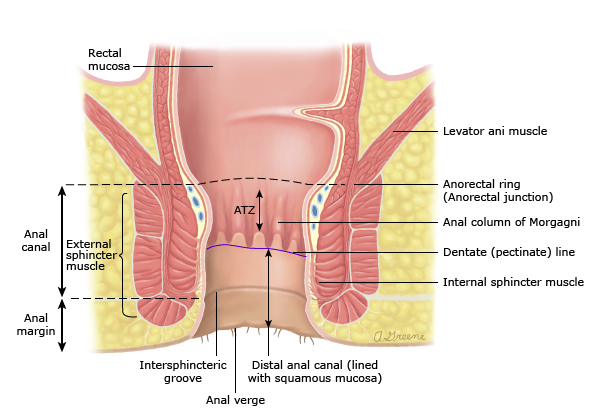 Rectal
mucosa
Levator ani muscle
Anorectal ring
(Anorectal junction)
ATZ
Anal column of Morgagni
Anal
canal
External
sphincter
muscle
Dentate (pectinate) line
Internal sphincter muscle
Anal
margin
A.Greene
Intersphincteric
groove
Distal anal canal (lined
with squamous mucosa)
Anal verge